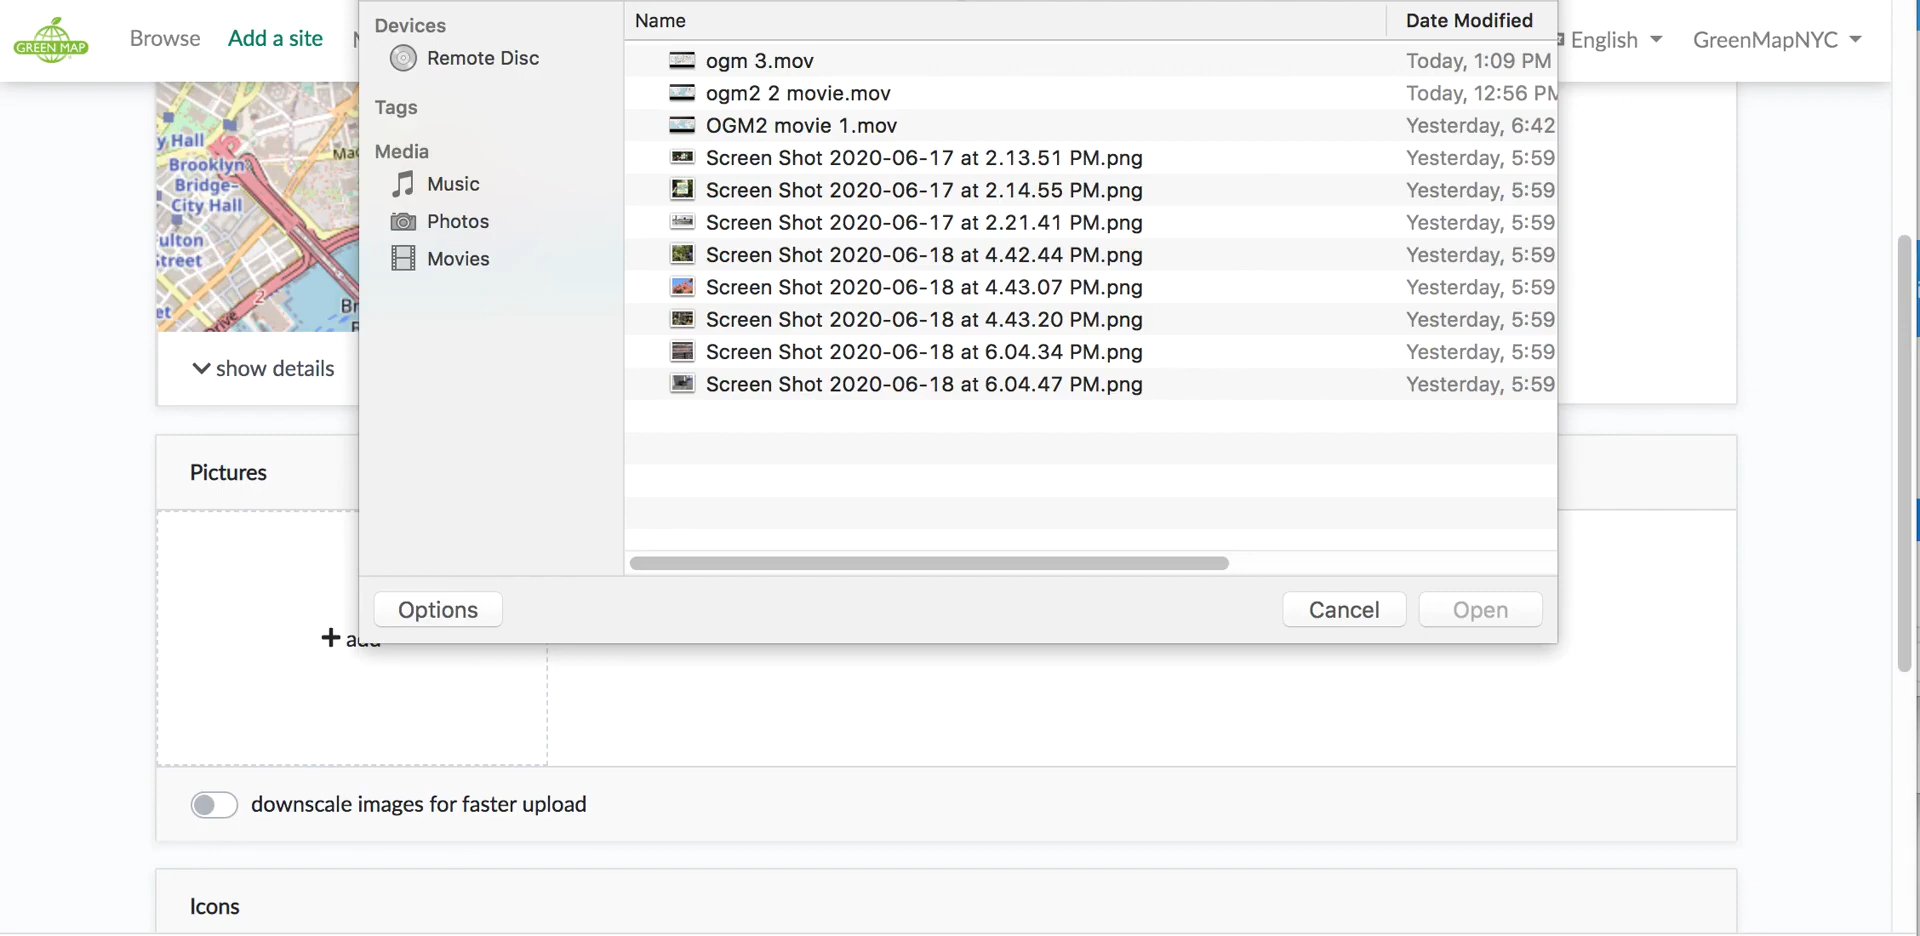 GREEN MAP
Browse
Add a site
English
GreenMapNYC
Devices
Remote Disc
Tags
Media
Music
Photos
Movies
Name
Date Modified
ogm 3.mov
Today, 1:09 PM
ogm2 2 movie.mov
Today, 12:56 PM
OGM2 movie 1.mov
Yesterday, 6:42
Screen Shot 2020-06-17 at 2.13.51 PM.png
Yesterday, 5:59
Screen Shot 2020-06-17 at 2.14.55 PM.png
Yesterday, 5:59
Screen Shot 2020-06-17 at 2.21.41 PM.png
Yesterday, 5:59
Screen Shot 2020-06-18 at 4.42.44 PM.png
Yesterday, 5:59
Screen Shot 2020-06-18 at 4.43.07 PM.png
Yesterday, 5:59
Screen Shot 2020-06-18 at 4.43.20 PM.png
Yesterday, 5:59
Screen Shot 2020-06-18 at 6.04.34 PM.png
Yesterday, 5:59
Screen Shot 2020-06-18 at 6.04.47 PM.png
Yesterday, 5:59
y Hall
Brooklyn
Bridge-
City Hall
ulton
Street
2
Drive
show details
Options
Cancel
Open
Pictures
add
downscale images for faster upload
Icons